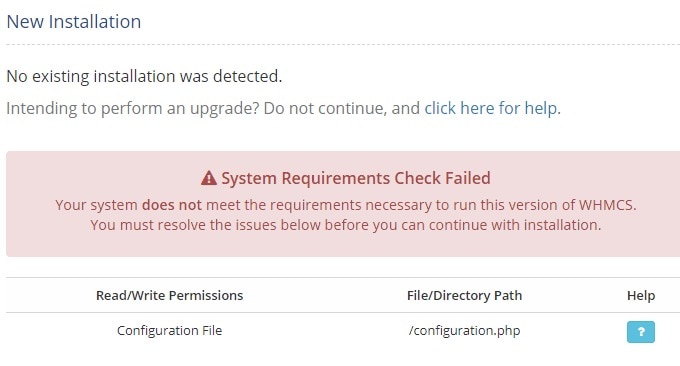 New Installation
No existing installation was detected.
Intending to perform an upgrade? Do not continue, and click here for help.
System Requirements Check Failed
Your system does not meet the requirements necessary to run this version of WHMCS.
You must resolve the issues below before you can continue with installation.
Read/Write Permissions File/Directory Path Help
Configuration File /configuration.php ?